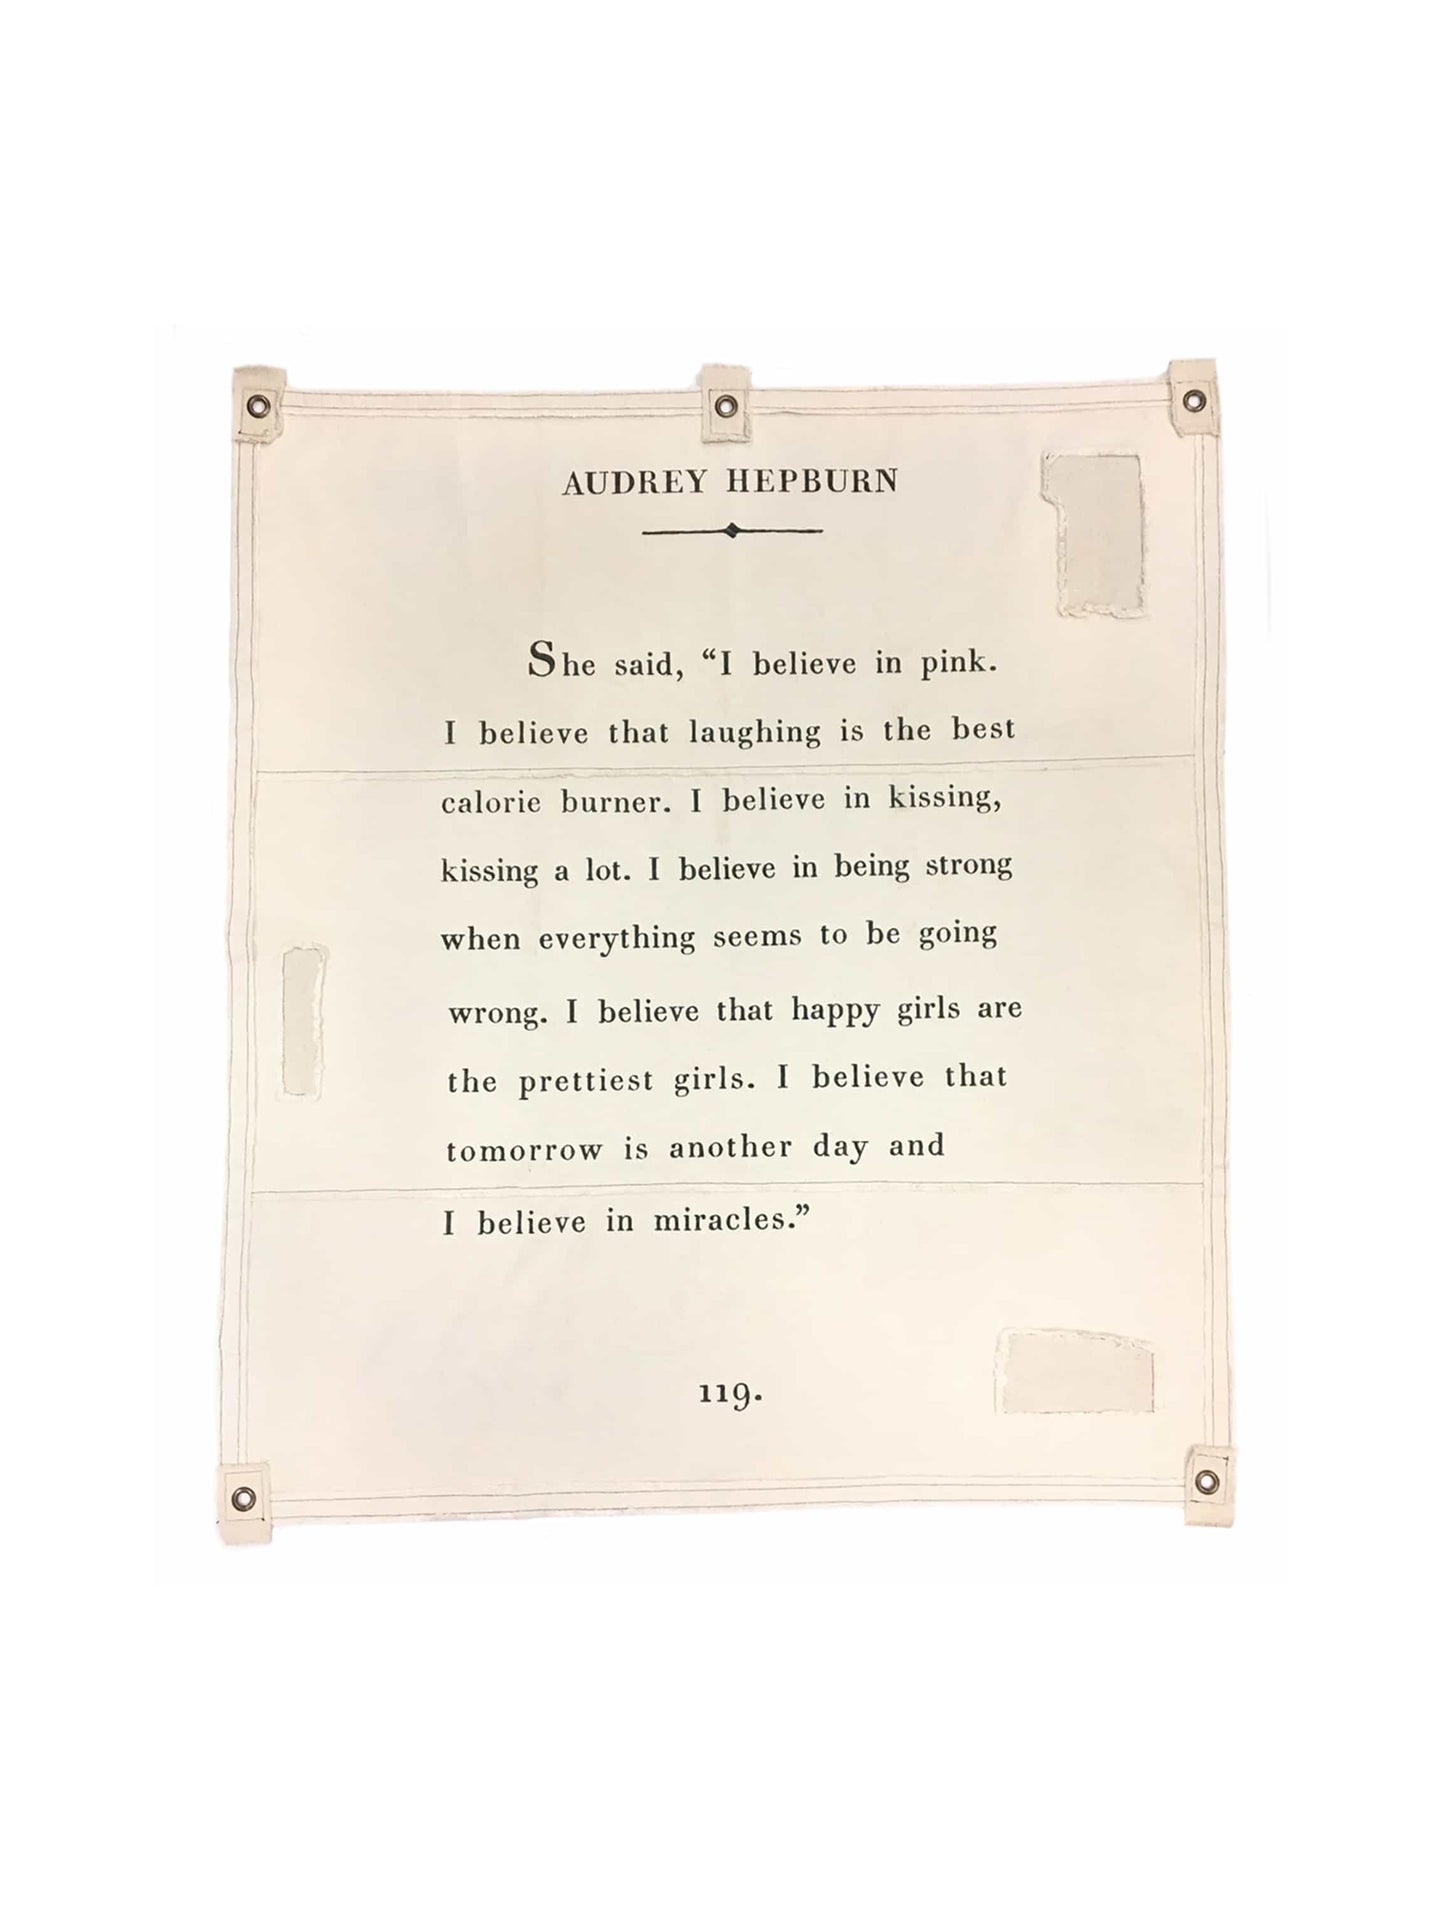 AUDREY HEPBURN
She said, “I believe in pink.
I believe that laughing is the best
calorie burner. I believe in kissing,
kissing a lot. I believe in being strong
when everything seems to be going
wrong. I believe that happy girls are
the prettiest girls. I believe that
tomorrow is another day and
I believe in miracles.”
119.